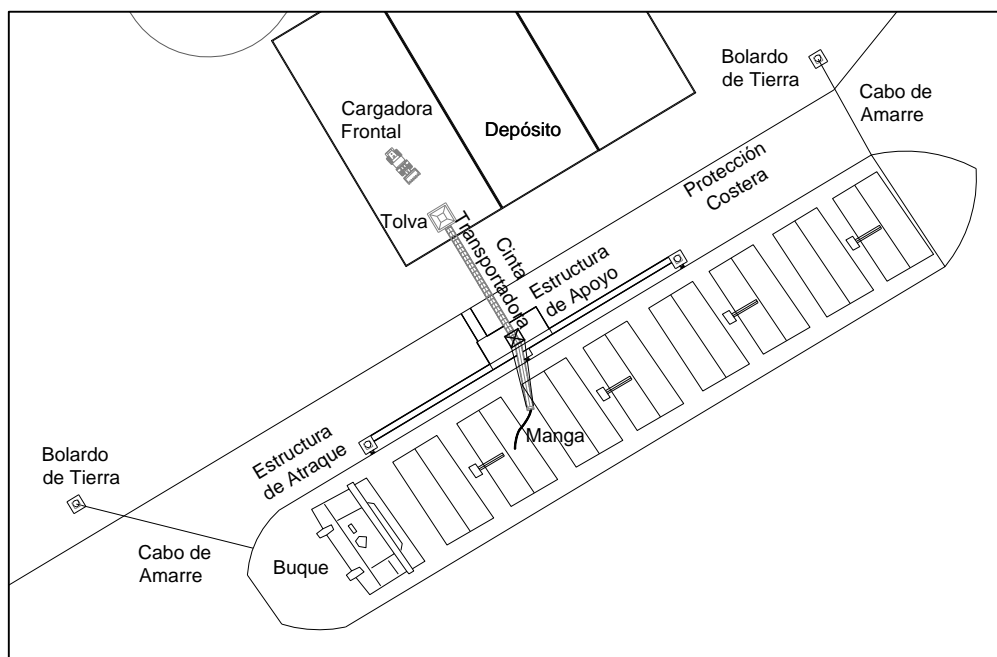 Bolardo
de Tierra
Cabo de
Amarre
Cargadora
Frontal
Depósito
Protección
Costera
Tolva
Cinta
Transportadora
Estructura
de Apoyo
Estructura
de Atraque
Manga
Bolardo
de Tierra
Cabo de
Amarre
Buque